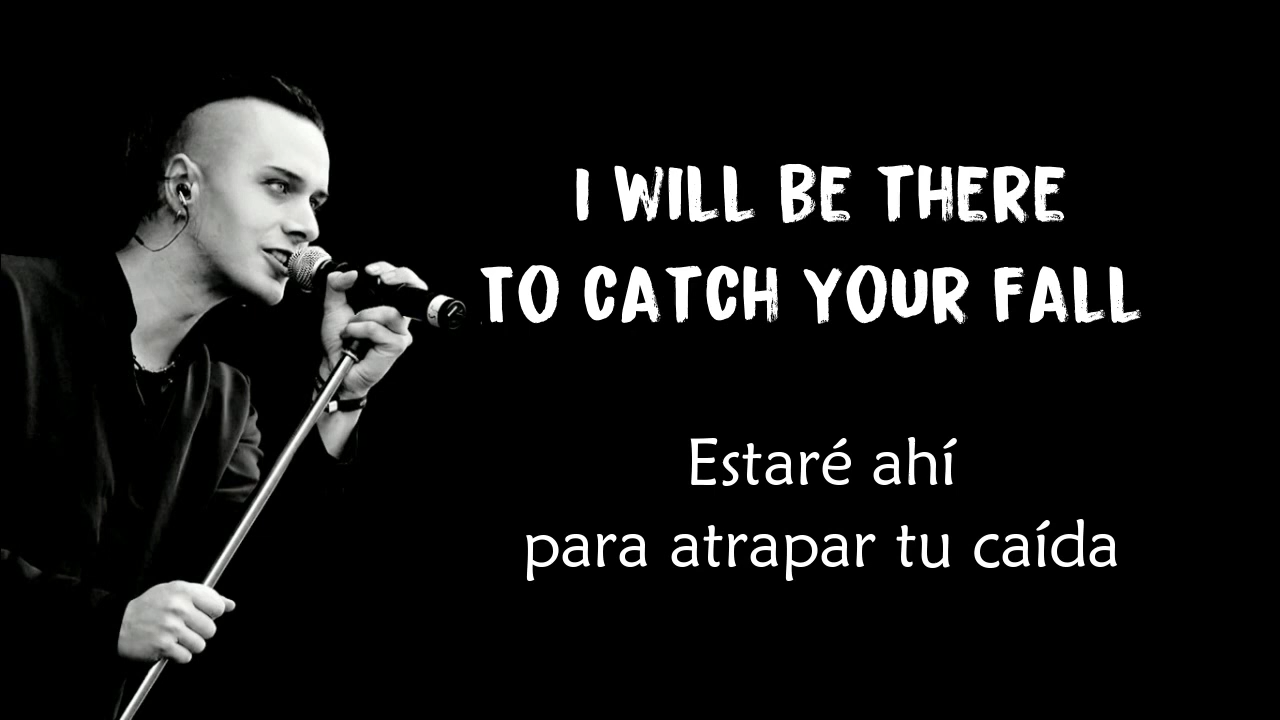 I WILL BE THERE
TO CATCH YOUR FALL
Estaré ahí
para atrapar tu caída